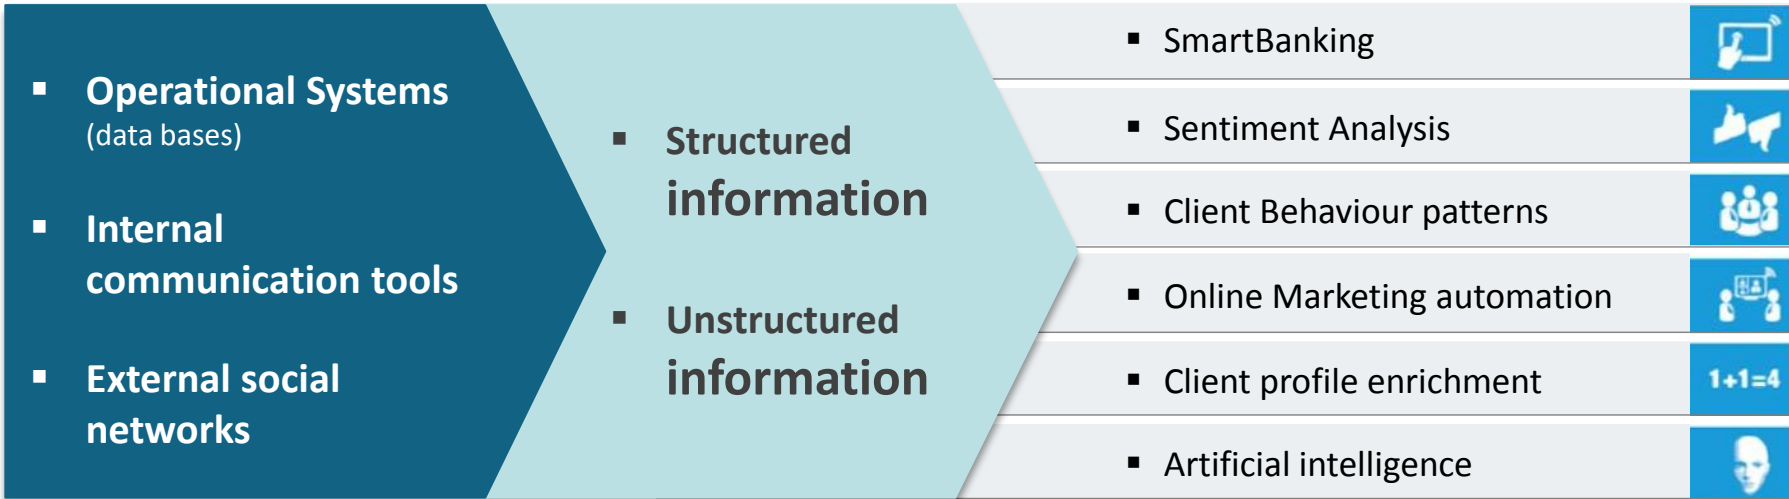 ▪ Operational Systems
(data bases)
▪ Internal
communication tools
▪ External social
networks
▪ Structured
information
▪ Unstructured
information
▪ SmartBanking
▪ Sentiment Analysis
▪ Client Behaviour patterns
▪ Online Marketing automation
▪ Client profile enrichment
1+1=4
▪ Artificial intelligence